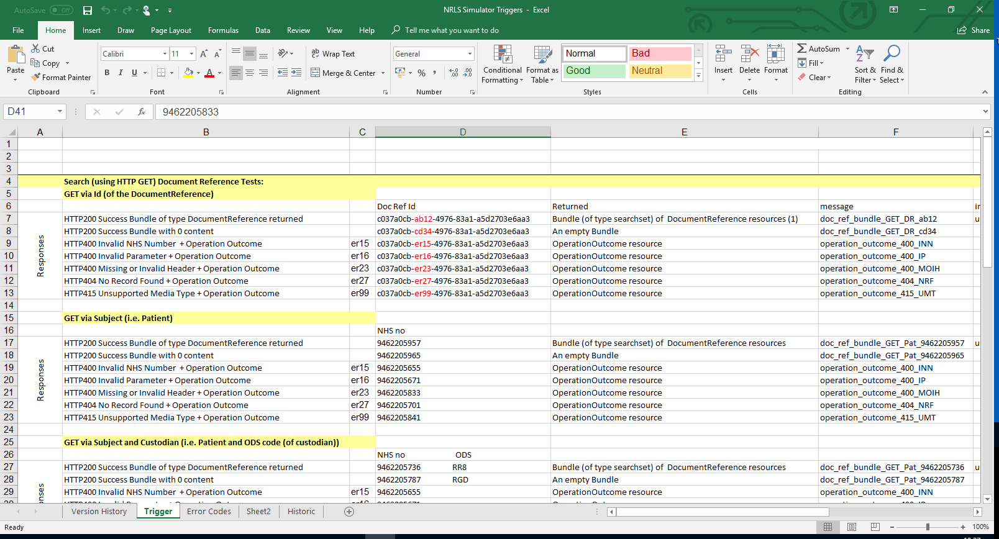 AutoSave Off NRLS Simulator Triggers - Excel
File Home Insert Draw Page Layout Formulas Data Review View Help Tell me what you want to do Share
Paste Cut Copy Format Painter Clipboard
Calibri 11 B I U A A A Font
ab Wrap Text Merge & Center Alignment
General % , .00 Number
Conditional Formatting Format as Table Normal Bad Good Neutral Styles
Insert Delete Format Cells
AutoSum Fill Clear Sort & Filter Find & Select Editing
D41 fx 9462205833
A B C D E F
1
2
3
4 Search (using HTTP GET) Document Reference Tests:
5 GET via Id (of the DocumentReference)
6 Doc Ref Id Returned message
7 HTTP200 Success Bundle of type DocumentReference returned c037a0cb-ab12-4976-83a1-a5d2703e6aa3 Bundle (of type searchset) of DocumentReference resources (1) doc_ref_bundle_GET_DR_ab12 u
8 HTTP200 Success Bundle with 0 content c037a0cb-cd34-4976-83a1-a5d2703e6aa3 An empty Bundle doc_ref_bundle_GET_DR_cd34
9 HTTP400 Invalid NHS Number + Operation Outcome er15 c037a0cb-er15-4976-83a1-a5d2703e6aa3 OperationOutcome resource operation_outcome_400_INN
10 HTTP400 Invalid Parameter + Operation Outcome er16 c037a0cb-er16-4976-83a1-a5d2703e6aa3 OperationOutcome resource operation_outcome_400_IP
Responses
11 HTTP400 Missing or Invalid Header + Operation Outcome er23 c037a0cb-er23-4976-83a1-a5d2703e6aa3 OperationOutcome resource operation_outcome_400_MOIH
12 HTTP404 No Record Found + Operation Outcome er27 c037a0cb-er27-4976-83a1-a5d2703e6aa3 OperationOutcome resource operation_outcome_404_NRF
13 HTTP415 Unsupported Media Type + Operation Outcome er99 c037a0cb-er99-4976-83a1-a5d2703e6aa3 OperationOutcome resource operation_outcome_415_UMT
14
15 GET via Subject (i.e. Patient)
16 NHS no
17 HTTP200 Success Bundle of type DocumentReference returned 9462205957 Bundle (of type searchset) of DocumentReference resources doc_ref_bundle_GET_Pat_9462205957 u
18 HTTP200 Success Bundle with 0 content 9462205965 An empty Bundle doc_ref_bundle_GET_Pat_9462205965
19 HTTP400 Invalid NHS Number + Operation Outcome er15 9462205655 OperationOutcome resource operation_outcome_400_INN
20 HTTP400 Invalid Parameter + Operation Outcome er16 9462205671 OperationOutcome resource operation_outcome_400_IP
Responses
21 HTTP400 Missing or Invalid Header + Operation Outcome er23 9462205833 OperationOutcome resource operation_outcome_400_MOIH
22 HTTP404 No Record Found + Operation Outcome er27 9462205701 OperationOutcome resource operation_outcome_404_NRF
23 HTTP415 Unsupported Media Type + Operation Outcome er99 9462205841 OperationOutcome resource operation_outcome_415_UMT
24
25 GET via Subject and Custodian (i.e. Patient and ODS code (of custodian))
26 NHS no ODS
27 HTTP200 Success Bundle of type DocumentReference returned 9462205736 RR8 Bundle (of type searchset) of DocumentReference resources doc_ref_bundle_GET_Pat_9462205736 u
28 HTTP200 Success Bundle with 0 content 9462205787 RGD An empty Bundle doc_ref_bundle_GET_Pat_9462205787
29 HTTP400 Invalid NHS Number + Operation Outcome er15 9462205655 OperationOutcome resource operation_outcome_400_INN
Version History Trigger Error Codes Sheet2 Historic
Ready 100%